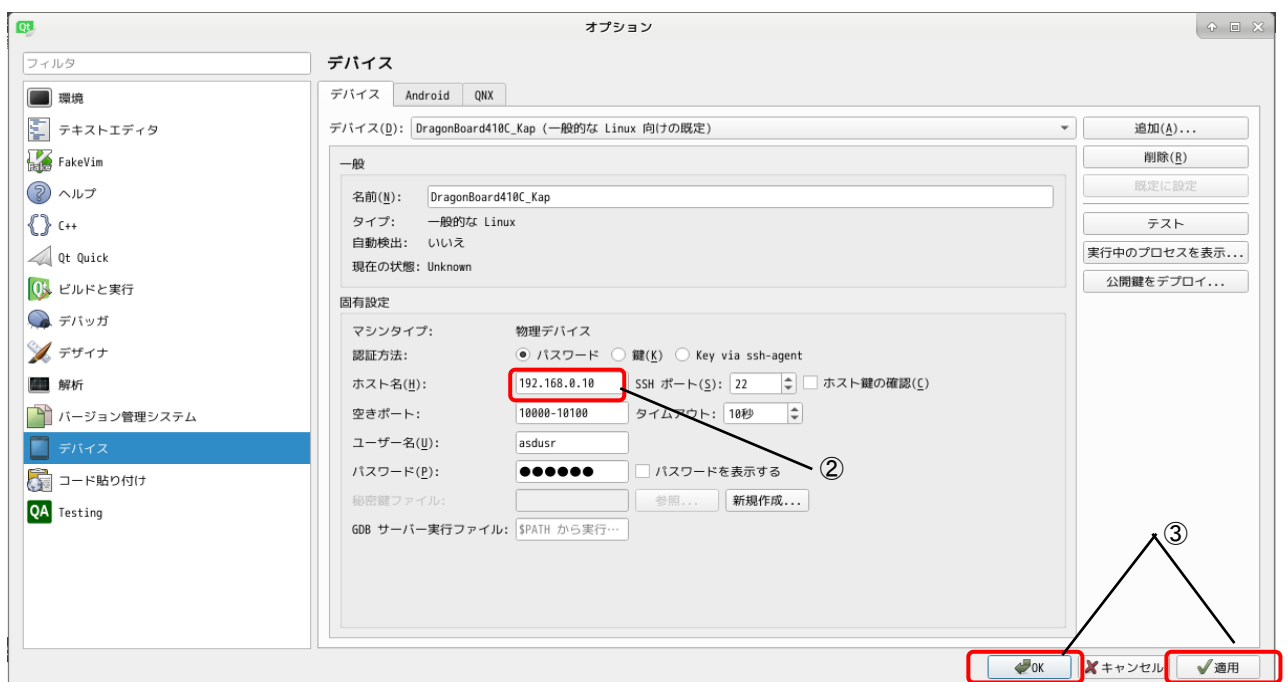 Qt オプション
フィルタ
環境
テキストエディタ
FakeVim
ヘルプ
C++
Qt Quick
ビルドと実行
デバッガ
デザイナ
解析
バージョン管理システム
デバイス
コード貼り付け
QA Testing
デバイス
デバイス Android QNX
デバイス(D): DragonBoard410C_Kap (一般的な Linux 向けの既定)
一般
名前(N): DragonBoard410C_Kap
タイプ: 一般的な Linux
自動検出: いいえ
現在の状態: Unknown
固有設定
マシンタイプ: 物理デバイス
認証方法: パスワード 鍵(K) Key via ssh-agent
ホスト名(H): 192.168.0.10 SSH ポート(S): 22 ホスト鍵の確認(C)
空きポート: 10000-10100 タイムアウト: 10秒
ユーザー名(U): asdusr
パスワード(P): ●●●●●● パスワードを表示する
秘密鍵ファイル: 参照... 新規作成...
GDB サーバー実行ファイル: $PATH から実行…
追加(A)...
削除(R)
既定に設定
テスト
実行中のプロセスを表示...
公開鍵をデプロイ...
②
③
OK キャンセル 適用